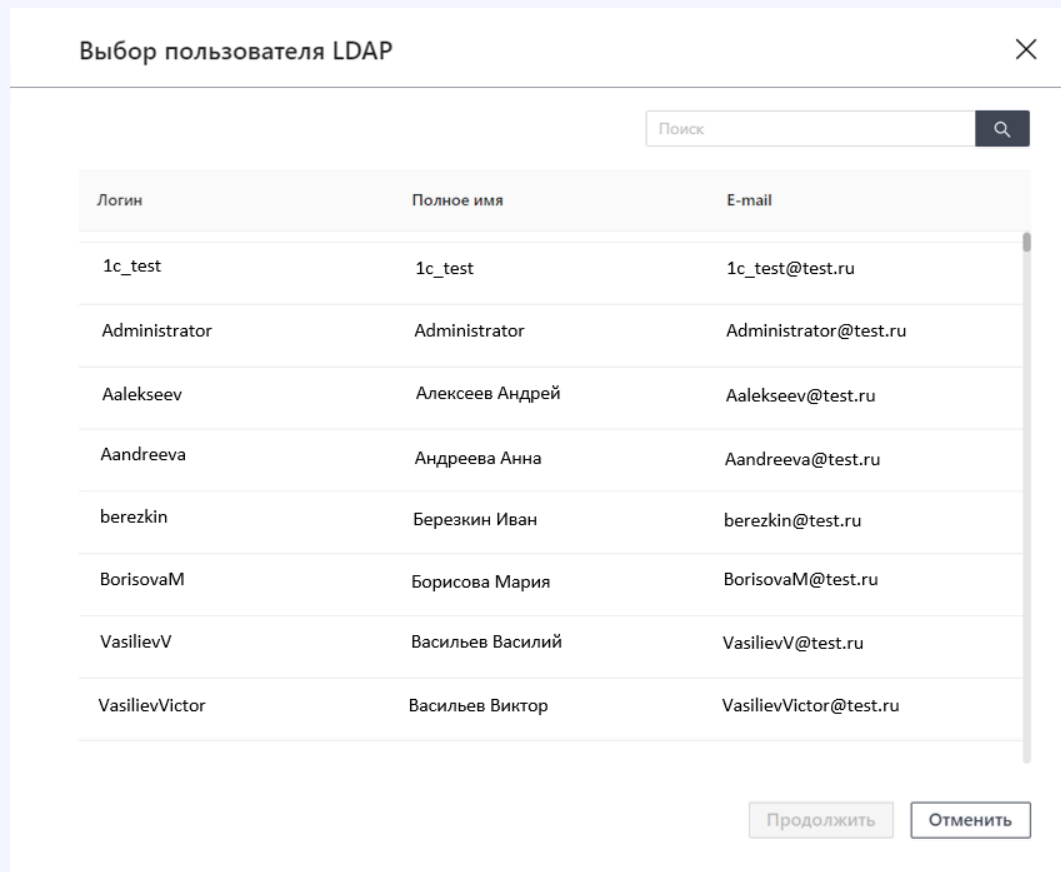 Выбор пользователя LDAP
Поиск
Логин Полное имя E-mail
1c_test 1c_test 1c_test@test.ru
Administrator Administrator Administrator@test.ru
Aalekseev Алексеев Андрей Aalekseev@test.ru
Aandreeva Андреева Анна Aandreeva@test.ru
berezkin Березкин Иван berezkin@test.ru
BorisovaM Борисова Мария BorisovaM@test.ru
VasilievV Васильев Василий VasilievV@test.ru
VasilievVictor Васильев Виктор VasilievVictor@test.ru
Продолжить Отменить